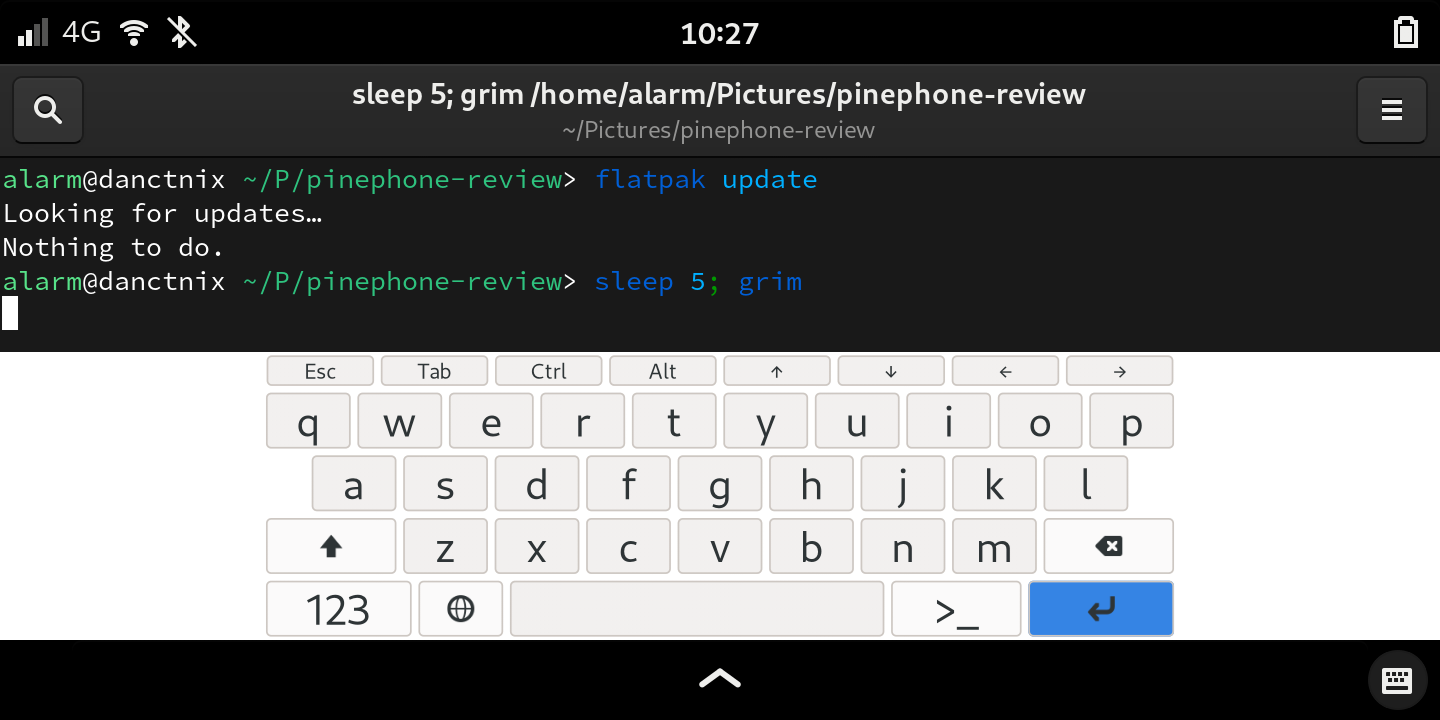 4G 10:27
sleep 5; grim /home/alarm/Pictures/pinephone-review
~/Pictures/pinephone-review
alarm@danctnix ~/P/pinephone-review> flatpak update
Looking for updates…
Nothing to do.
alarm@danctnix ~/P/pinephone-review> sleep 5; grim
Esc Tab Ctrl Alt ↑ ↓ ← →
q w e r t y u i o p
a s d f g h j k l
z x c v b n m
123 >_